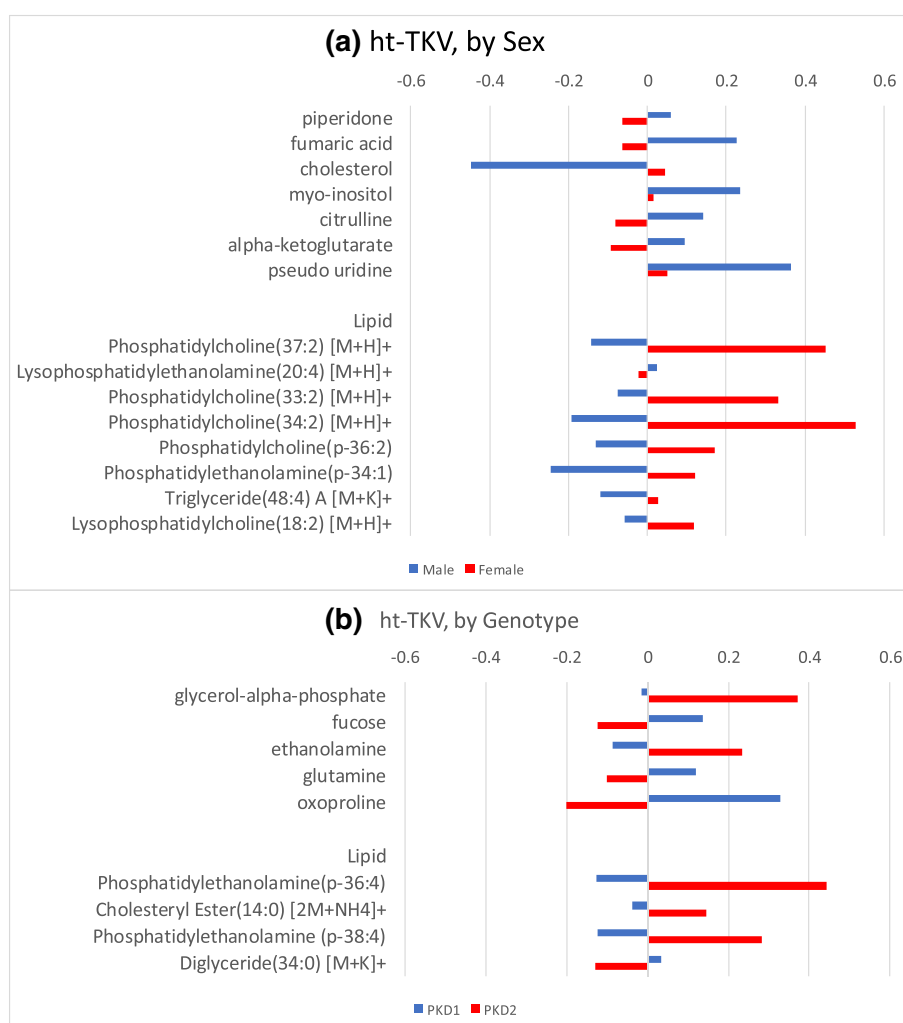 (a) ht-TKV, by Sex
-0.6 -0.4 -0.2 0 0.2 0.4 0.6
piperidone
fumaric acid
cholesterol
myo-inositol
citrulline
alpha-ketoglutarate
pseudo uridine
Lipid
Phosphatidylcholine(37:2) [M+H]+
Lysophosphatidylethanolamine(20:4) [M+H]+
Phosphatidylcholine(33:2) [M+H]+
Phosphatidylcholine(34:2) [M+H]+
Phosphatidylcholine(p-36:2)
Phosphatidylethanolamine(p-34:1)
Triglyceride(48:4) A [M+K]+
Lysophosphatidylcholine(18:2) [M+H]+
Male Female
(b) ht-TKV, by Genotype
-0.6 -0.4 -0.2 0 0.2 0.4 0.6
glycerol-alpha-phosphate
fucose
ethanolamine
glutamine
oxoproline
Lipid
Phosphatidylethanolamine(p-36:4)
Cholesteryl Ester(14:0) [2M+NH4]+
Phosphatidylethanolamine (p-38:4)
Diglyceride(34:0) [M+K]+
PKD1 PKD2